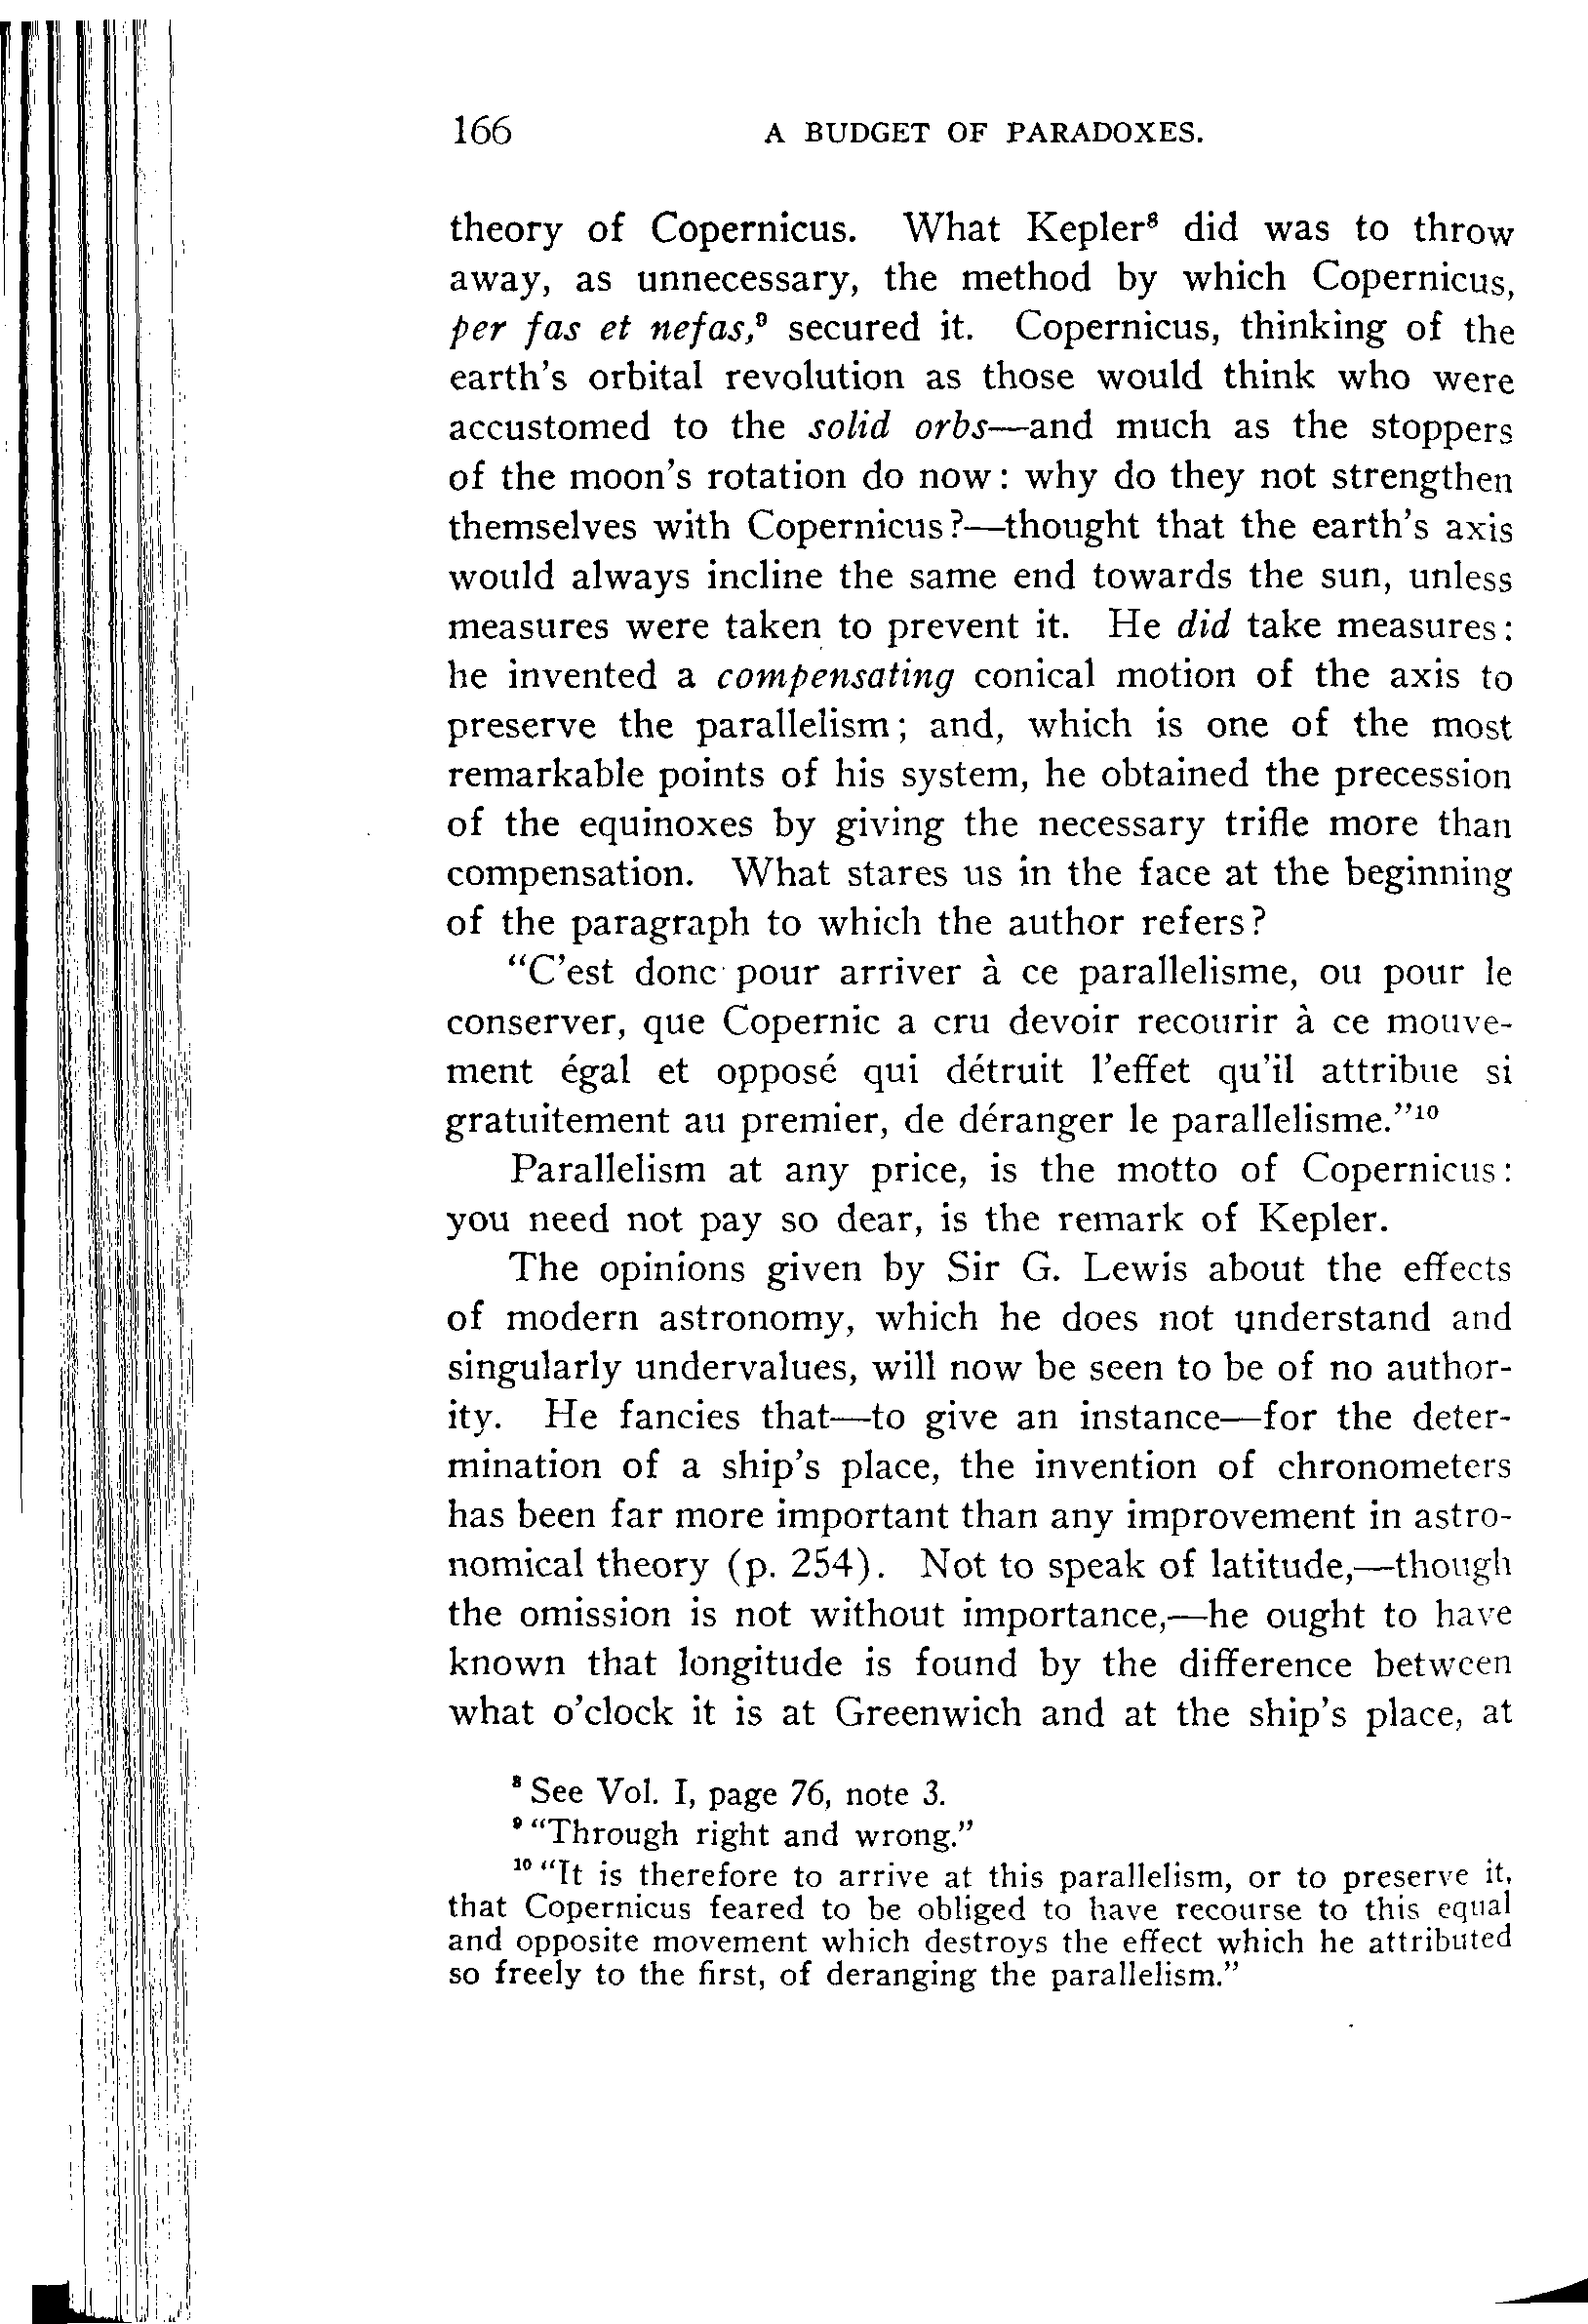 166 A BUDGET OF PARADOXES.
theory of Copernicus. What Kepler⁸ did was to throw
away, as unnecessary, the method by which Copernicus,
per fas et nefas,⁹ secured it. Copernicus, thinking of the
earth's orbital revolution as those would think who were
accustomed to the solid orbs—and much as the stoppers
of the moon's rotation do now: why do they not strengthen
themselves with Copernicus?—thought that the earth's axis
would always incline the same end towards the sun, unless
measures were taken to prevent it. He did take measures:
he invented a compensating conical motion of the axis to
preserve the parallelism; and, which is one of the most
remarkable points of his system, he obtained the precession
of the equinoxes by giving the necessary trifle more than
compensation. What stares us in the face at the beginning
of the paragraph to which the author refers?
"C'est donc pour arriver à ce parallelisme, ou pour le
conserver, que Copernic a cru devoir recourir à ce mouve-
ment égal et opposé qui détruit l'effet qu'il attribue si
gratuitement au premier, de déranger le parallelisme."¹⁰
Parallelism at any price, is the motto of Copernicus:
you need not pay so dear, is the remark of Kepler.
The opinions given by Sir G. Lewis about the effects
of modern astronomy, which he does not understand and
singularly undervalues, will now be seen to be of no author-
ity. He fancies that—to give an instance—for the deter-
mination of a ship's place, the invention of chronometers
has been far more important than any improvement in astro-
nomical theory (p. 254). Not to speak of latitude,—though
the omission is not without importance,—he ought to have
known that longitude is found by the difference between
what o'clock it is at Greenwich and at the ship's place, at
⁸ See Vol. I, page 76, note 3.
⁹ "Through right and wrong."
¹⁰ "It is therefore to arrive at this parallelism, or to preserve it,
that Copernicus feared to be obliged to have recourse to this equal
and opposite movement which destroys the effect which he attributed
so freely to the first, of deranging the parallelism."